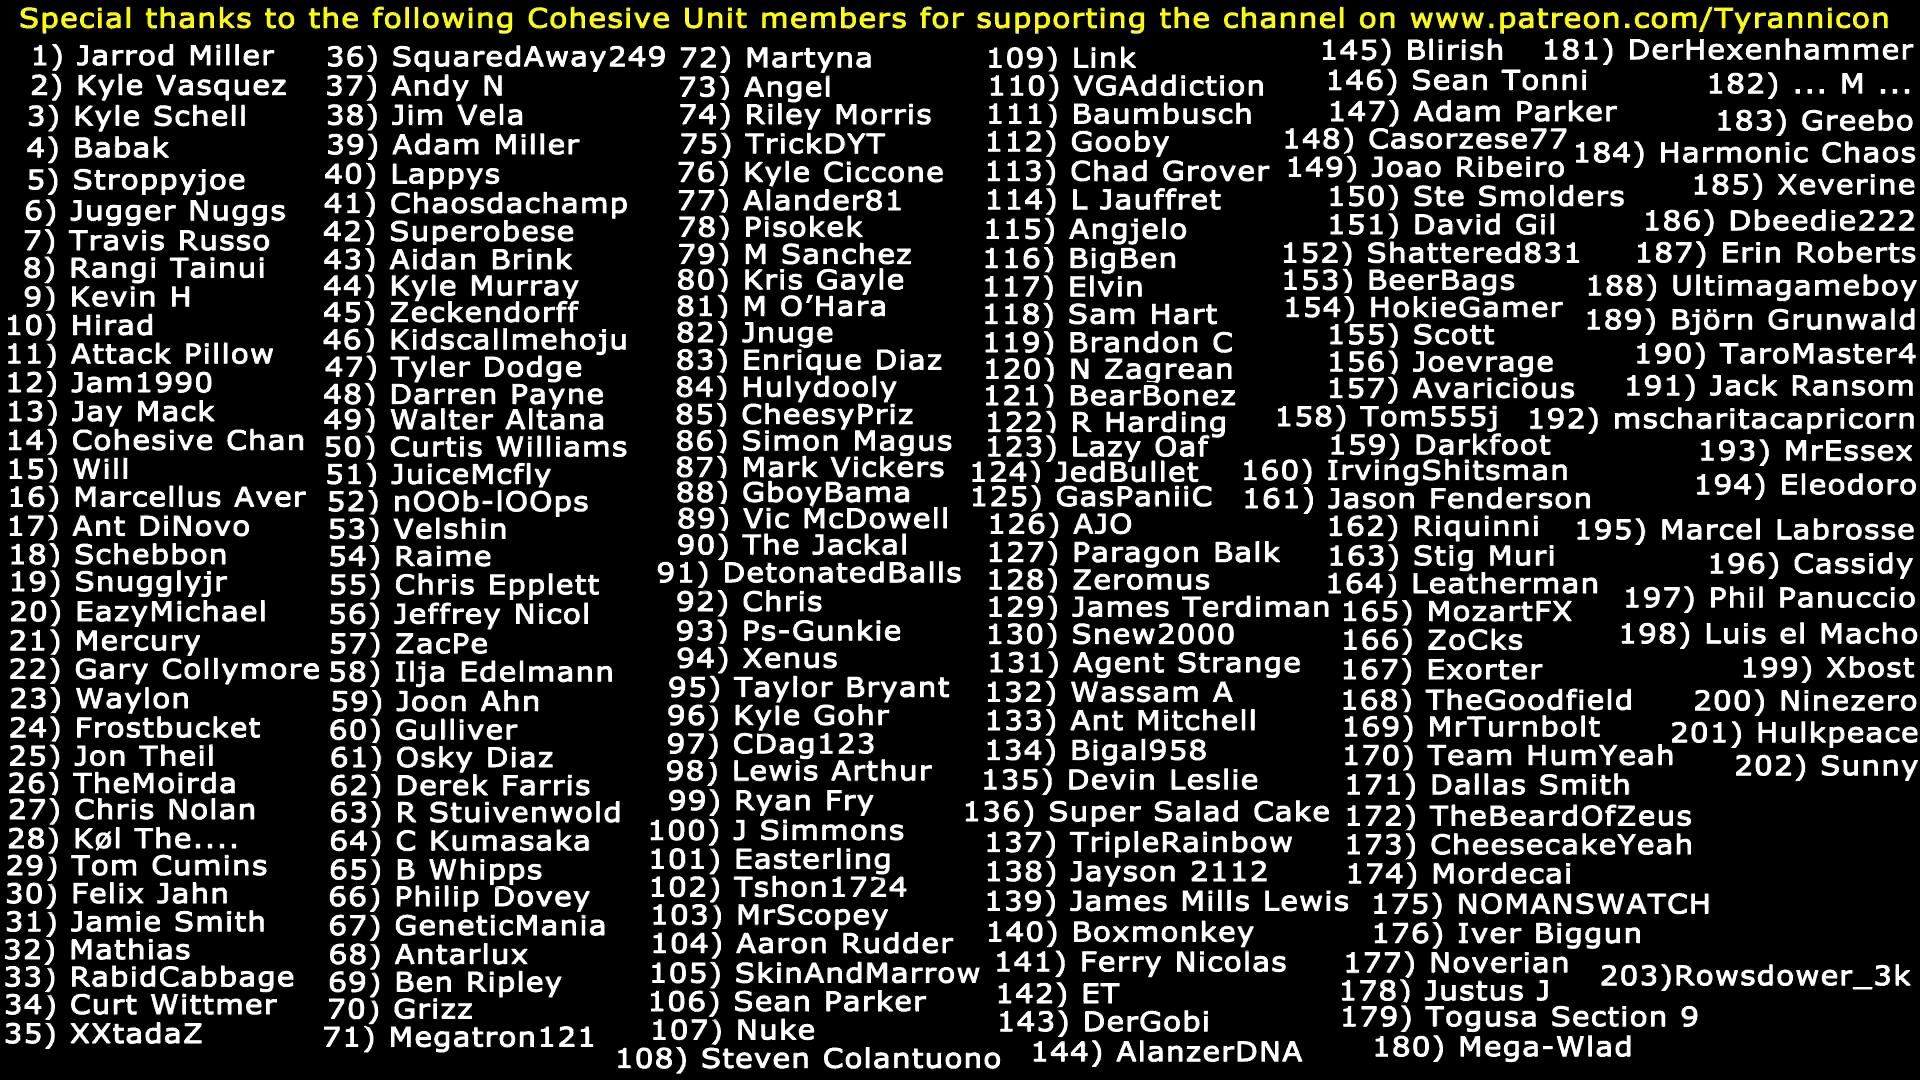 Special thanks to the following Cohesive Unit members for supporting the channel on www.patreon.com/Tyrannicon
1) Jarrod Miller
2) Kyle Vasquez
3) Kyle Schell
4) Babak
5) Stroppyjoe
6) Jugger Nuggs
7) Travis Russo
8) Rangi Tainui
9) Kevin H
10) Hirad
11) Attack Pillow
12) Jam1990
13) Jay Mack
14) Cohesive Chan
15) Will
16) Marcellus Aver
17) Ant DiNovo
18) Schebbon
19) Snugglyjr
20) EazyMichael
21) Mercury
22) Gary Collymore
23) Waylon
24) Frostbucket
25) Jon Theil
26) TheMoirda
27) Chris Nolan
28) Køl The....
29) Tom Cumins
30) Felix Jahn
31) Jamie Smith
32) Mathias
33) RabidCabbage
34) Curt Wittmer
35) XXtadaZ
36) SquaredAway249
37) Andy N
38) Jim Vela
39) Adam Miller
40) Lappys
41) Chaosdachamp
42) Superobese
43) Aidan Brink
44) Kyle Murray
45) Zeckendorff
46) Kidscallmehoju
47) Tyler Dodge
48) Darren Payne
49) Walter Altana
50) Curtis Williams
51) JuiceMcfly
52) nOOb-lOOps
53) Velshin
54) Raime
55) Chris Epplett
56) Jeffrey Nicol
57) ZacPe
58) Ilja Edelmann
59) Joon Ahn
60) Gulliver
61) Osky Diaz
62) Derek Farris
63) R Stuivenwold
64) C Kumasaka
65) B Whipps
66) Philip Dovey
67) GeneticMania
68) Antarlux
69) Ben Ripley
70) Grizz
71) Megatron121
72) Martyna
73) Angel
74) Riley Morris
75) TrickDYT
76) Kyle Ciccone
77) Alander81
78) Pisokek
79) M Sanchez
80) Kris Gayle
81) M O'Hara
82) Jnuge
83) Enrique Diaz
84) Hulydooly
85) CheesyPriz
86) Simon Magus
87) Mark Vickers
88) GboyBama
89) Vic McDowell
90) The Jackal
91) DetonatedBalls
92) Chris
93) Ps-Gunkie
94) Xenus
95) Taylor Bryant
96) Kyle Gohr
97) CDag123
98) Lewis Arthur
99) Ryan Fry
100) J Simmons
101) Easterling
102) Tshon1724
103) MrScopey
104) Aaron Rudder
105) SkinAndMarrow
106) Sean Parker
107) Nuke
108) Steven Colantuono
109) Link
110) VGAddiction
111) Baumbusch
112) Gooby
113) Chad Grover
114) L Jauffret
115) Angjelo
116) BigBen
117) Elvin
118) Sam Hart
119) Brandon C
120) N Zagrean
121) BearBonez
122) R Harding
123) Lazy Oaf
124) JedBullet
125) GasPaniiC
126) AJO
127) Paragon Balk
128) Zeromus
129) James Terdiman
130) Snew2000
131) Agent Strange
132) Wassam A
133) Ant Mitchell
134) Bigal958
135) Devin Leslie
136) Super Salad Cake
137) TripleRainbow
138) Jayson 2112
139) James Mills Lewis
140) Boxmonkey
141) Ferry Nicolas
142) ET
143) DerGobi
144) AlanzerDNA
145) Blirish
146) Sean Tonni
147) Adam Parker
148) Casorzese77
149) Joao Ribeiro
150) Ste Smolders
151) David Gil
152) Shattered831
153) BeerBags
154) HokieGamer
155) Scott
156) Joevrage
157) Avaricious
158) Tom555j
159) Darkfoot
160) IrvingShitsman
161) Jason Fenderson
162) Riquinni
163) Stig Muri
164) Leatherman
165) MozartFX
166) ZoCks
167) Exorter
168) TheGoodfield
169) MrTurnbolt
170) Team HumYeah
171) Dallas Smith
172) TheBeardOfZeus
173) CheesecakeYeah
174) Mordecai
175) NOMANSWATCH
176) Iver Biggun
177) Noverian
178) Justus J
179) Togusa Section 9
180) Mega-Wlad
181) DerHexenhammer
182) ... M ...
183) Greebo
184) Harmonic Chaos
185) Xeverine
186) Dbeedie222
187) Erin Roberts
188) Ultimagameboy
189) Björn Grunwald
190) TaroMaster4
191) Jack Ransom
192) mscharitacapricorn
193) MrEssex
194) Eleodoro
195) Marcel Labrosse
196) Cassidy
197) Phil Panuccio
198) Luis el Macho
199) Xbost
200) Ninezero
201) Hulkpeace
202) Sunny
203)Rowsdower_3k